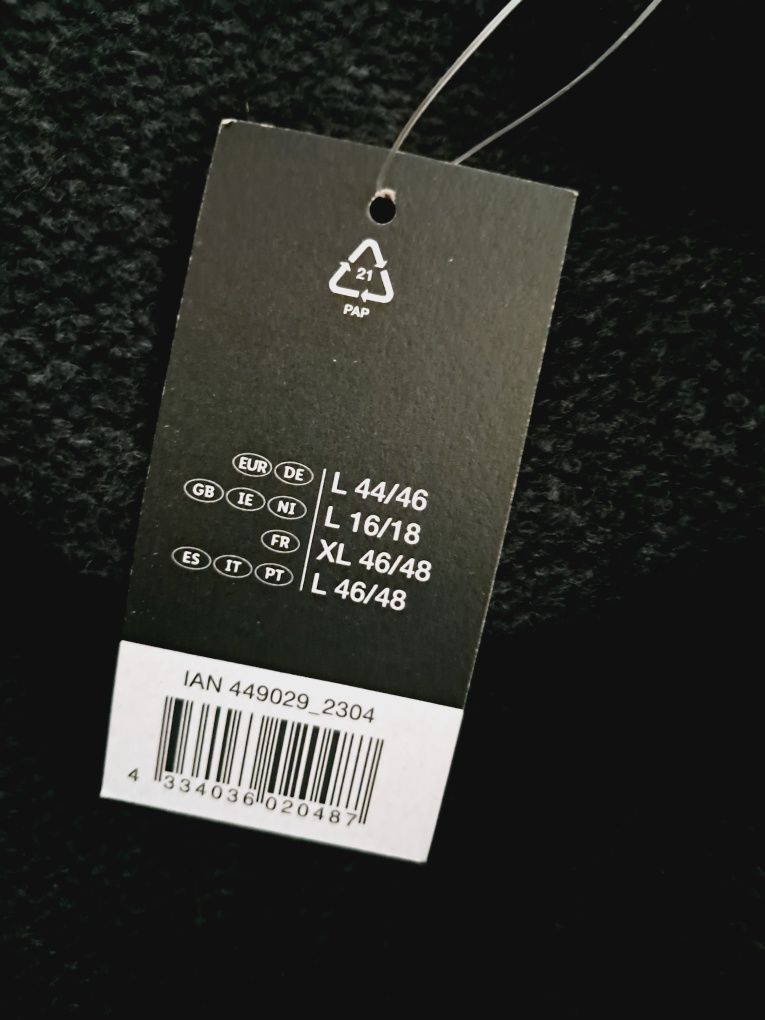 21
PAP
EUR DE L 44/46
GB IE NI L 16/18
FR XL 46/48
ES IT PT L 46/48
IAN 449029_2304
4 334036 020487